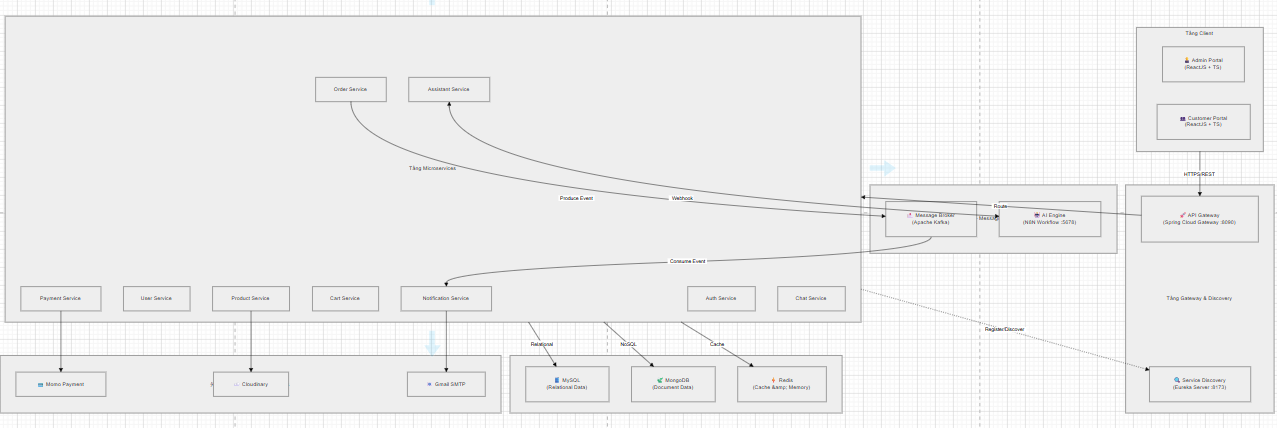 Tầng Client
Admin Portal
(ReactJS + TS)
Customer Portal
(ReactJS + TS)
HTTPS/REST
Order Service
Assistant Service
Tầng Microservices
Produce Event
Webhook
Route
Message Broker
(Apache Kafka)
AI Engine
(N8N Workflow :5678)
API Gateway
(Spring Cloud Gateway :8080)
Consume Event
Payment Service
User Service
Product Service
Cart Service
Notification Service
Auth Service
Chat Service
Tầng Gateway & Discovery
Register/Discover
Relational
NoSQL
Cache
Momo Payment
Cloudinary
Gmail SMTP
MySQL
(Relational Data)
MongoDB
(Document Data)
Redis
(Cache &amp; Memory)
Service Discovery
(Eureka Server :8173)